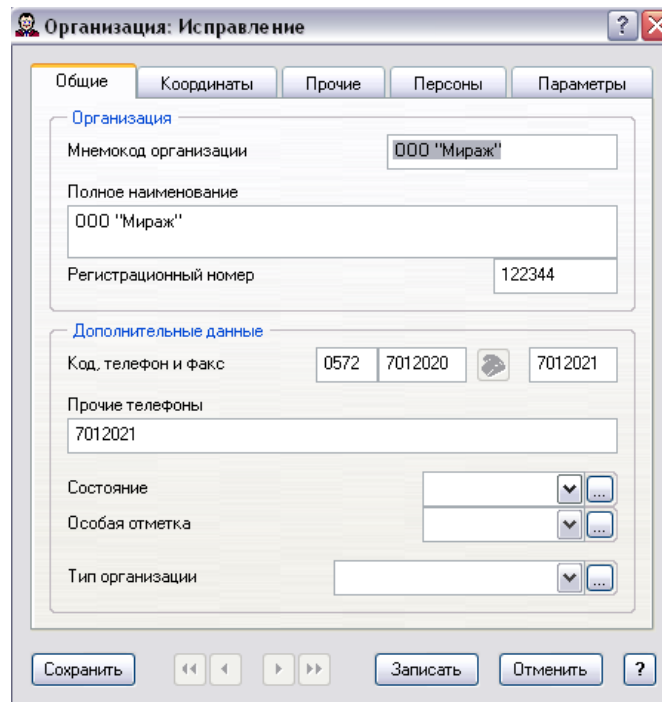 Организация: Исправление
?
Общие Координаты Прочие Персоны Параметры
Организация
Мнемокод организации ООО "Мираж"
Полное наименование
ООО "Мираж"
Регистрационный номер 122344
Дополнительные данные
Код, телефон и факс 0572 7012020 7012021
Прочие телефоны
7012021
Состояние ...
Особая отметка ...
Тип организации ...
Сохранить Записать Отменить ?